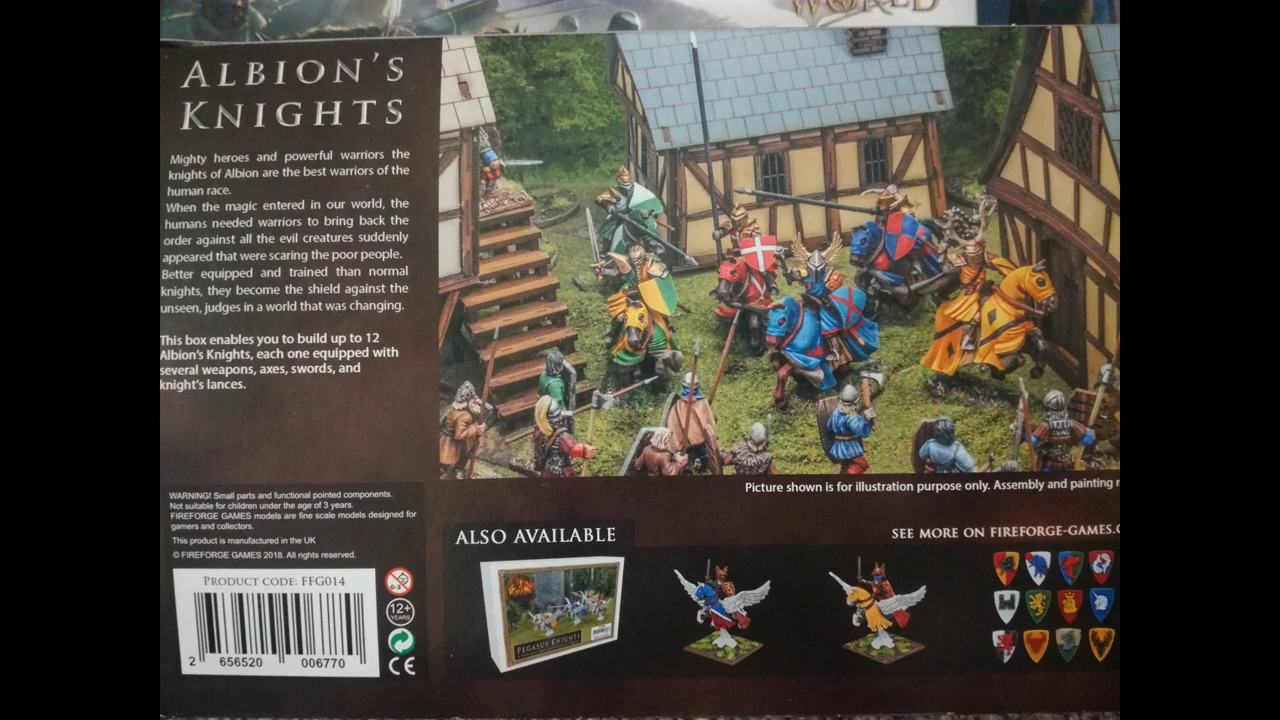 WORLD
ALBION'S
KNIGHTS
Mighty heroes and powerful warriors the
knights of Albion are the best warriors of the
human race.
When the magic entered in our world, the
humans needed warriors to bring back the
order against all the evil creatures suddenly
appeared that were scaring the poor people.
Better equipped and trained than normal
knights, they become the shield against the
unseen, judges in a world that was changing.
This box enables you to build up to 12
Albion's Knights, each one equipped with
several weapons, axes, swords, and
knight's lances.
Picture shown is for illustration purpose only. Assembly and painting
WARNING! Small parts and functional pointed components.
Not suitable for children under the age of 3 years.
FIREFORGE GAMES models are fine scale models designed for
gamers and collectors.
This product is manufactured in the UK
© FIREFORGE GAMES 2018. All rights reserved.
PRODUCT CODE: FFG014
2 656520 006770
0-3
12+
YEARS
CE
ALSO AVAILABLE
PEGASUS KNIGHTS
SEE MORE ON FIREFORGE-GAMES.